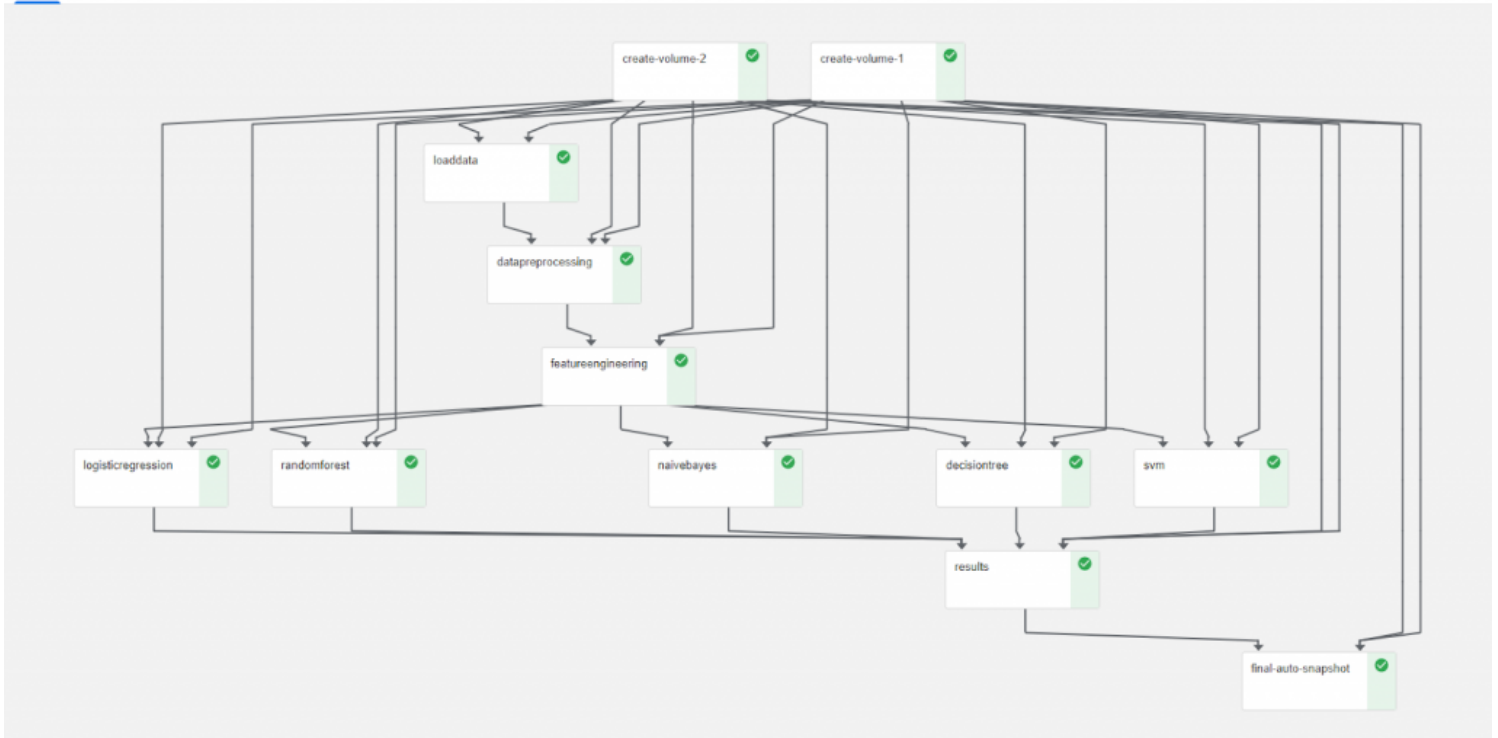 create-volume-2
create-volume-1
loaddata
datapreprocessing
featureengineering
logisticregression
randomforest
naivebayes
decisiontree
svm
results
final-auto-snapshot